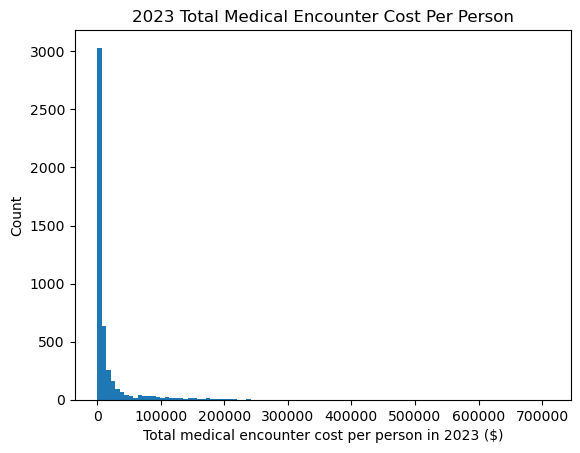 2023 Total Medical Encounter Cost Per Person
3000
2500
2000
1500
1000
500
0
Count
0 100000 200000 300000 400000 500000 600000 700000
Total medical encounter cost per person in 2023 ($)